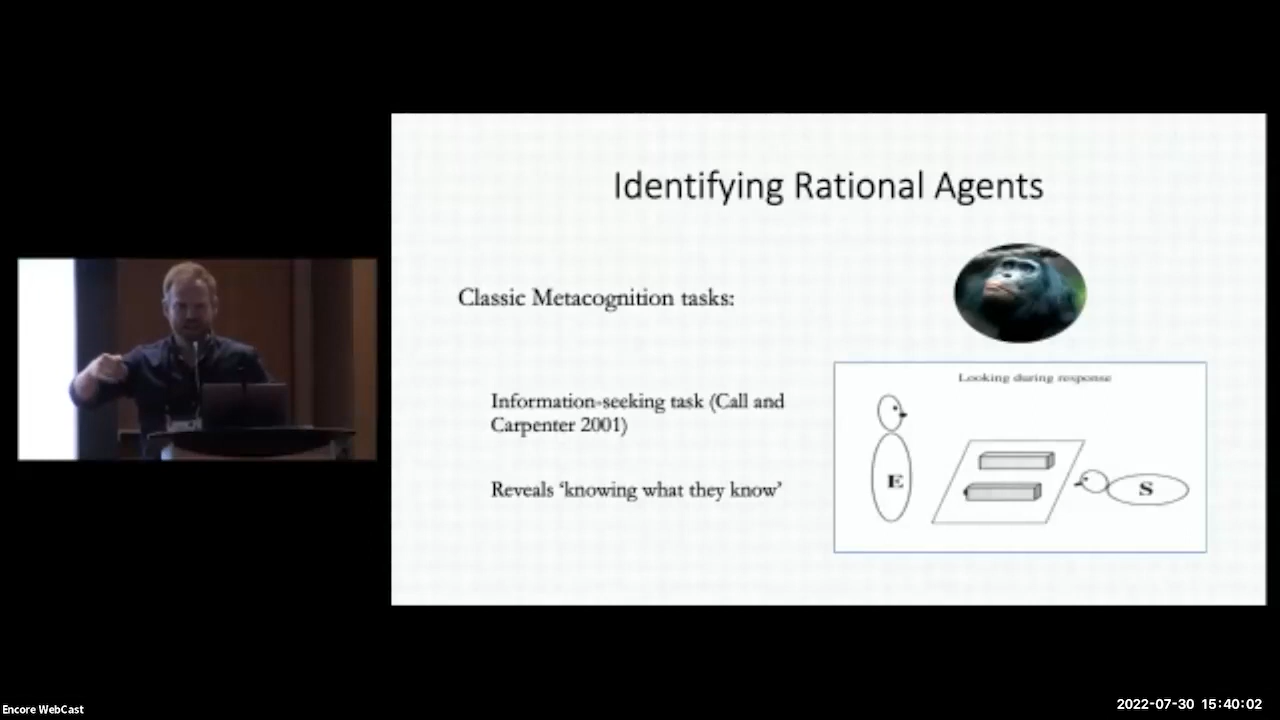 Identifying Rational Agents
Classic Metacognition tasks:
Information-seeking task (Call and
Carpenter 2001)
Reveals ‘knowing what they know’
Looking during response
E
S
Encore WebCast
2022-07-30 15:40:02